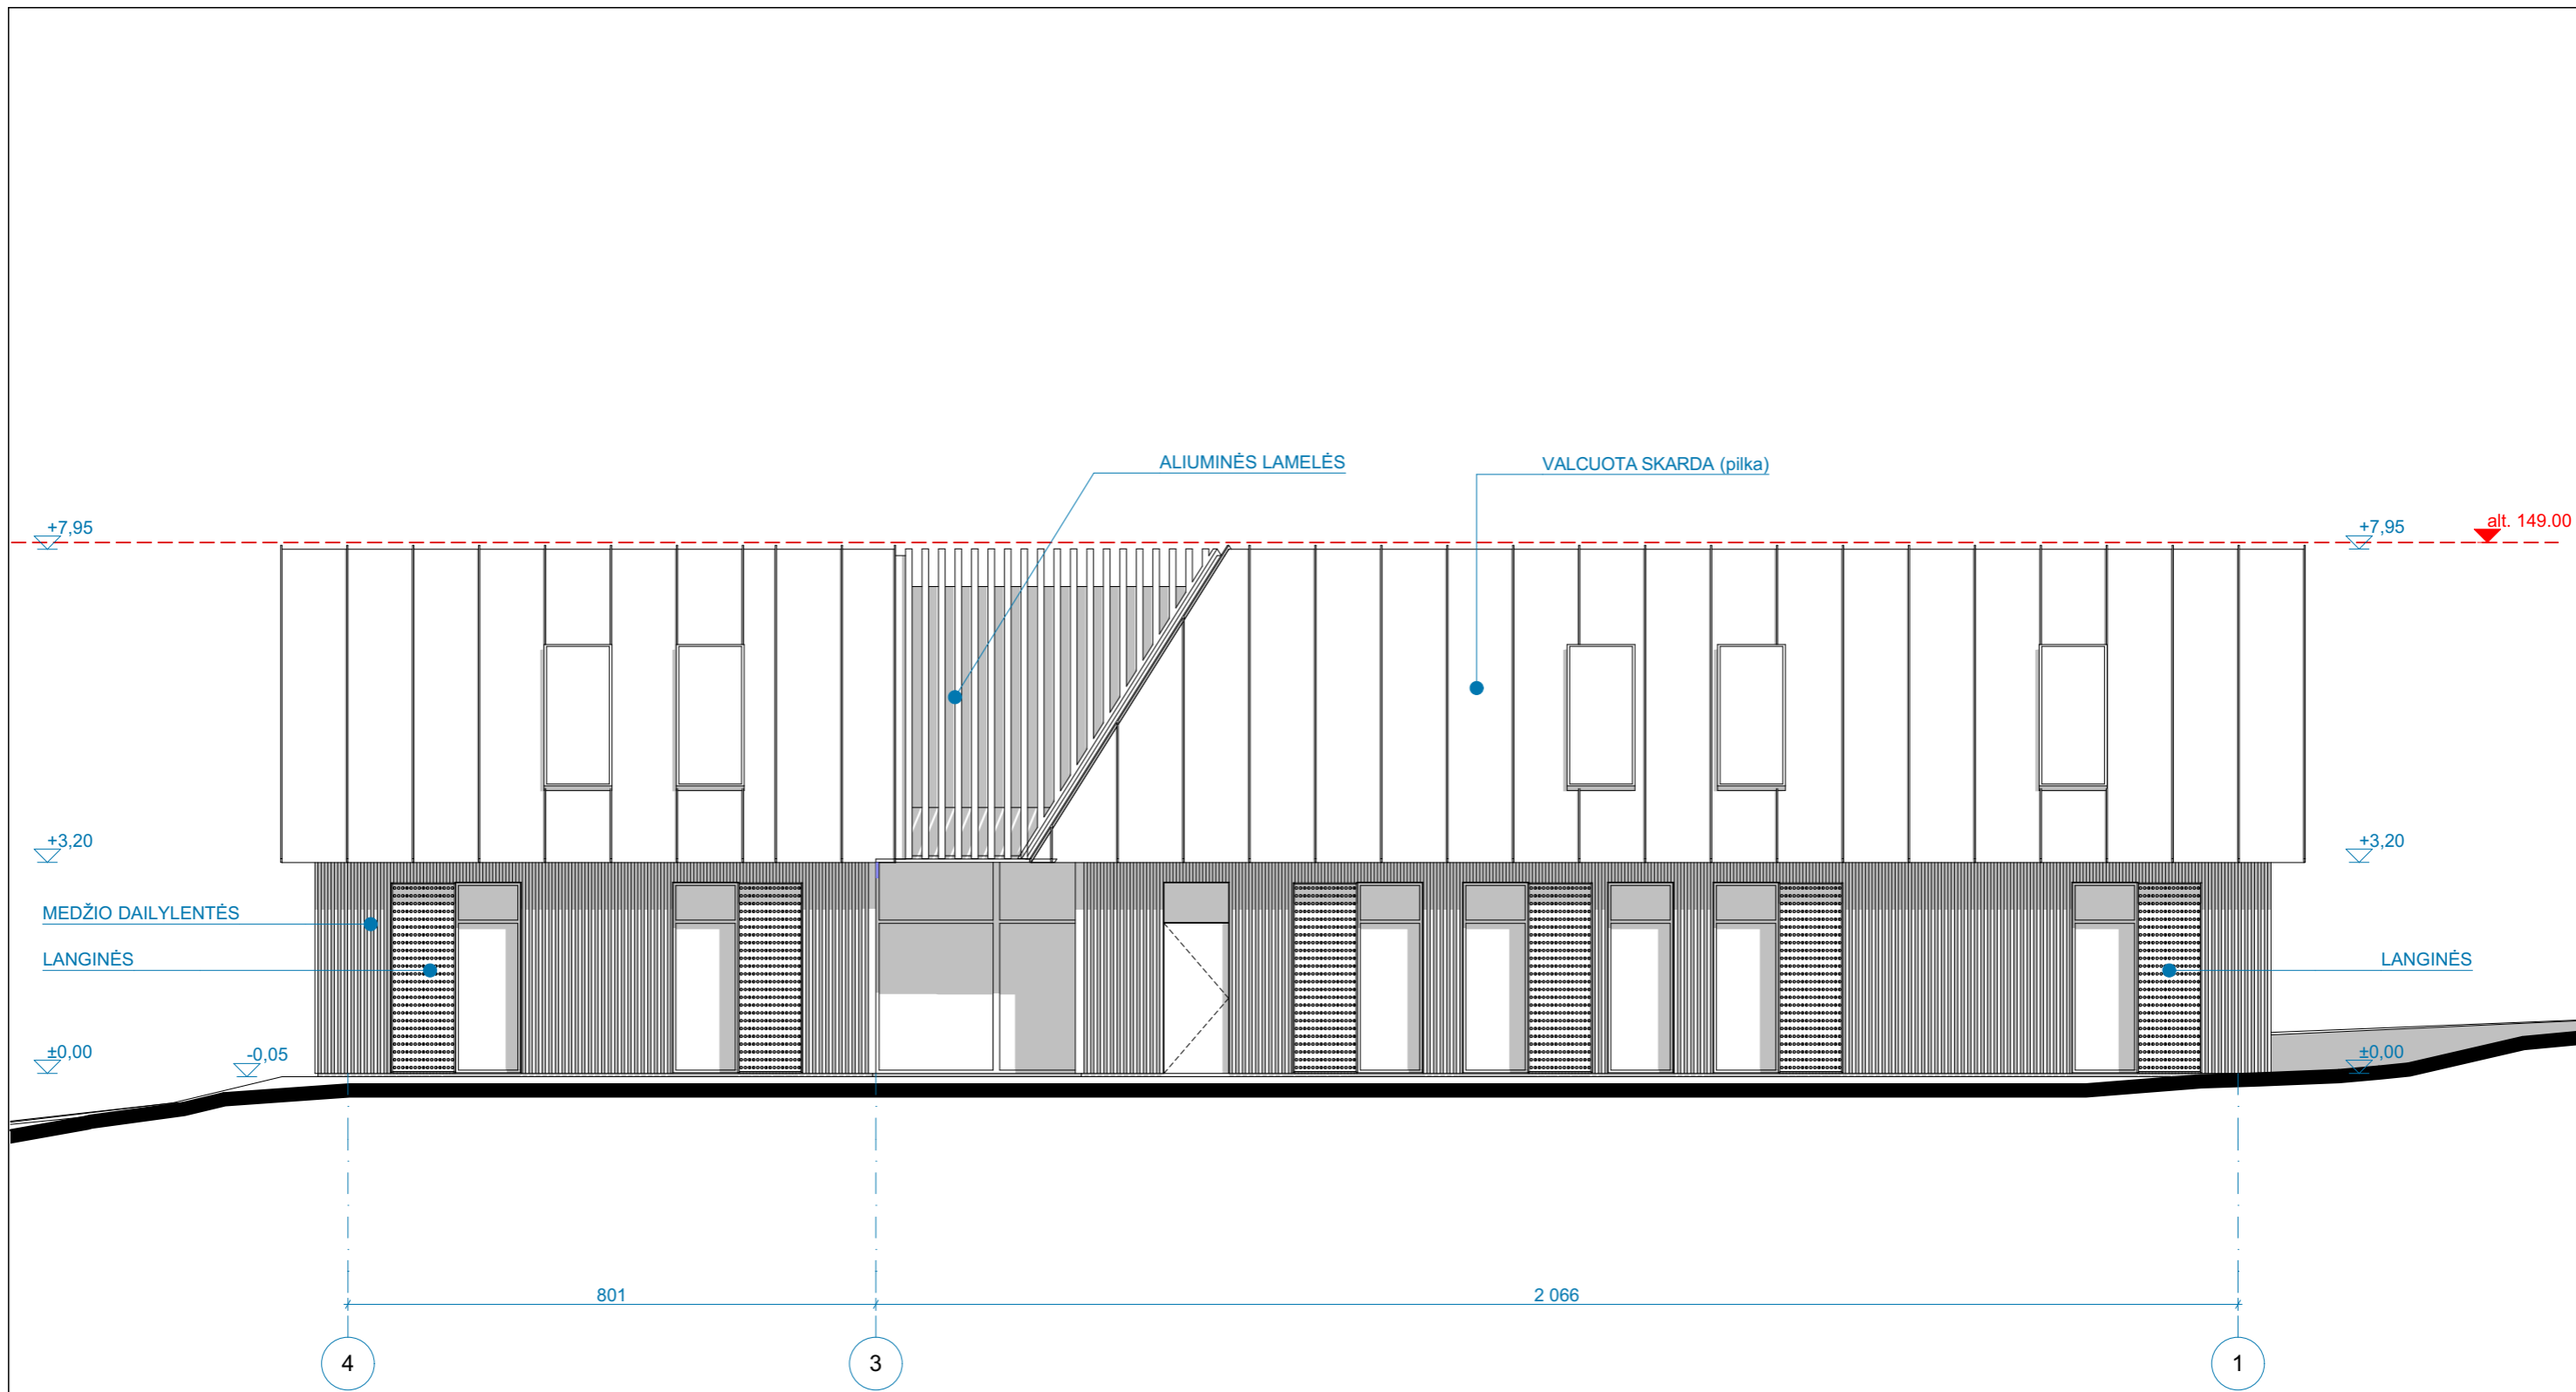 ALIUMINĖS LAMELĖS
VALCUOTA SKARDA (pilka)
+7,95
+7,95
alt. 149.00
+3,20
+3,20
MEDŽIO DAILYLENTĖS
LANGINĖS
LANGINĖS
±0,00
-0,05
±0,00
801
2 066
4
3
1